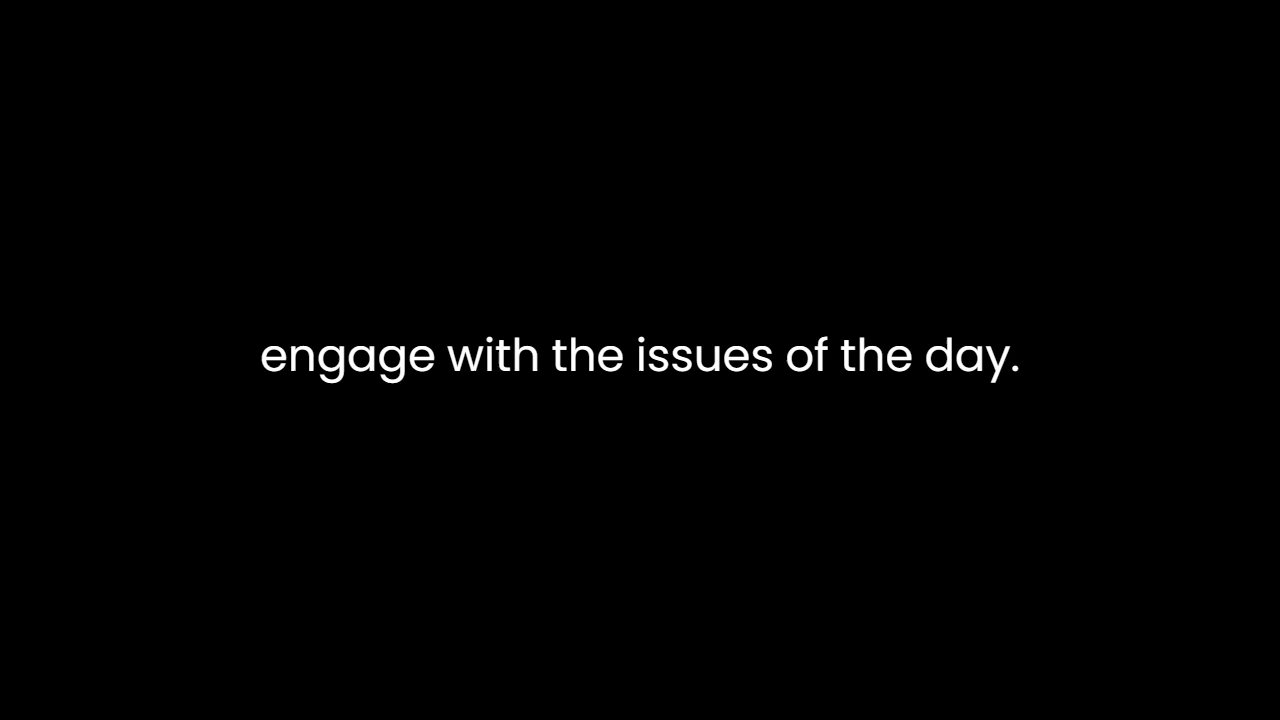 engage with the issues of the day.